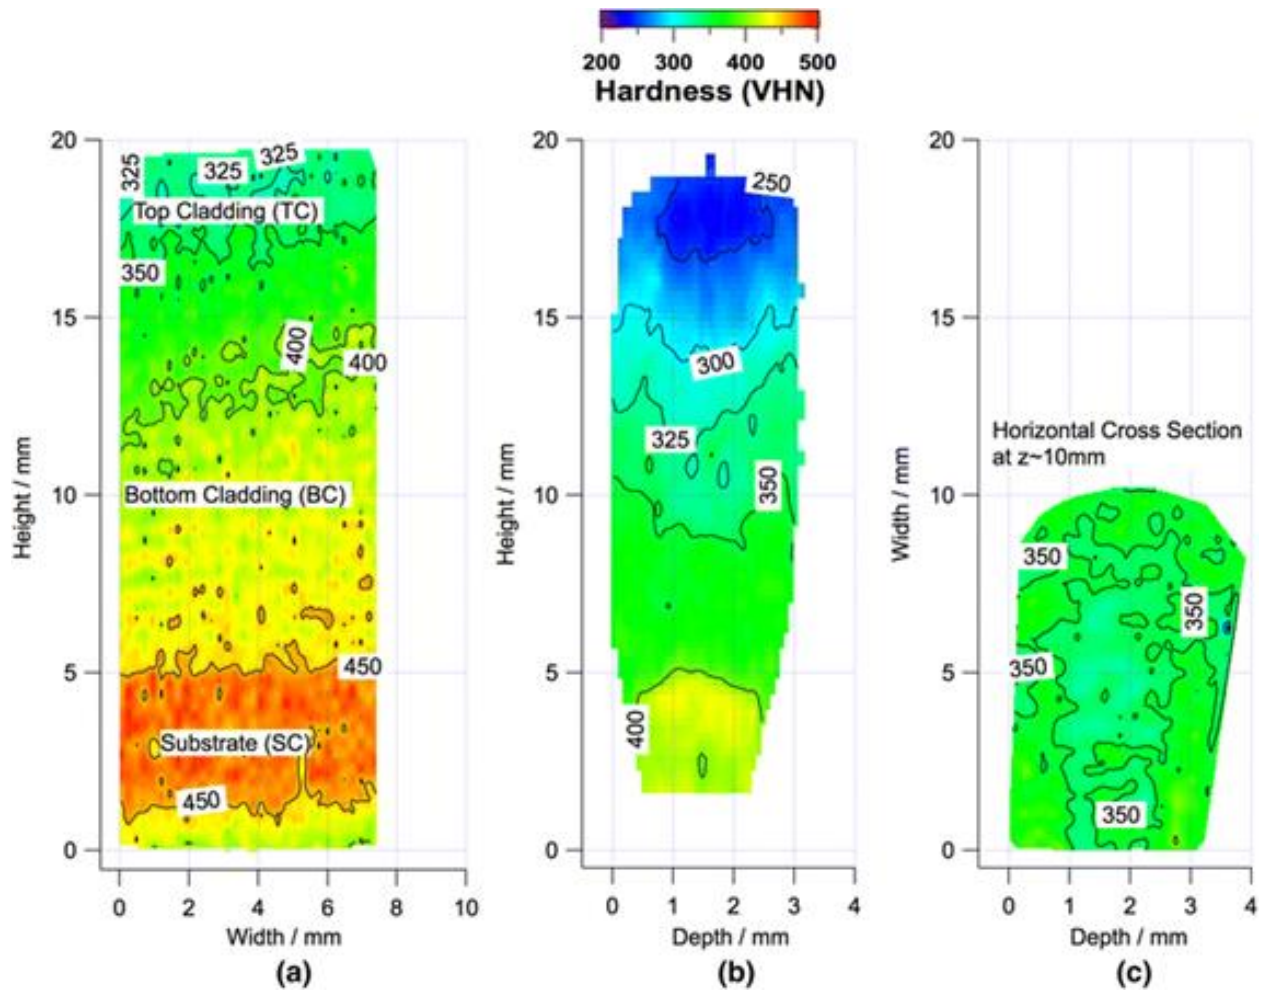 200 300 400 500
Hardness (VHN)
20
15
10
5
0
Height / mm
325
325
325
Top Cladding (TC)
350
400
400
Bottom Cladding (BC)
450
Substrate (SC)
450
0 2 4 6 8 10
Width / mm
(a)
20
15
10
5
0
Height / mm
250
300
325
350
400
0 1 2 3 4
Depth / mm
(b)
20
15
10
5
0
Width / mm
Horizontal Cross Section
at z~10mm
350
350
350
350
0 1 2 3 4
Depth / mm
(c)